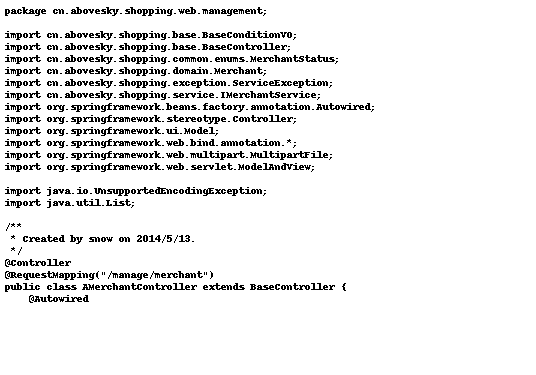 package cn.abovesky.shopping.web.management;
import cn.abovesky.shopping.base.BaseConditionVO;
import cn.abovesky.shopping.base.BaseController;
import cn.abovesky.shopping.common.enums.MerchantStatus;
import cn.abovesky.shopping.domain.Merchant;
import cn.abovesky.shopping.exception.ServiceException;
import cn.abovesky.shopping.service.IMerchantService;
import org.springframework.beans.factory.annotation.Autowired;
import org.springframework.stereotype.Controller;
import org.springframework.ui.Model;
import org.springframework.web.bind.annotation.*;
import org.springframework.web.multipart.MultipartFile;
import org.springframework.web.servlet.ModelAndView;
import java.io.UnsupportedEncodingException;
import java.util.List;
/**
 * Created by snow on 2014/5/13.
 */
@Controller
@RequestMapping("/manage/merchant")
public class AMerchantController extends BaseController {
    @Autowired